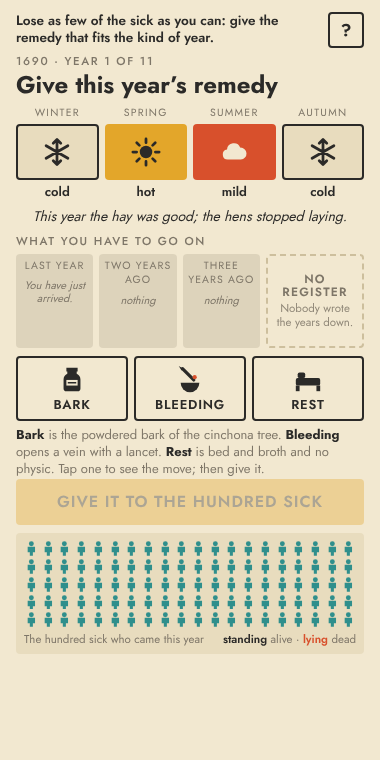 Lose as few of the sick as you can: give the
remedy that fits the kind of year.
?
1690 · YEAR 1 OF 11
Give this year’s remedy
WINTER SPRING SUMMER AUTUMN
cold hot mild cold
This year the hay was good; the hens stopped laying.
WHAT YOU HAVE TO GO ON
LAST YEAR
You have just
arrived.
TWO YEARS
AGO
nothing
THREE
YEARS AGO
nothing
NO
REGISTER
Nobody wrote
the years down.
BARK BLEEDING REST
Bark is the powdered bark of the cinchona tree. Bleeding
opens a vein with a lancet. Rest is bed and broth and no
physic. Tap one to see the move; then give it.
GIVE IT TO THE HUNDRED SICK
The hundred sick who came this year standing alive · lying dead